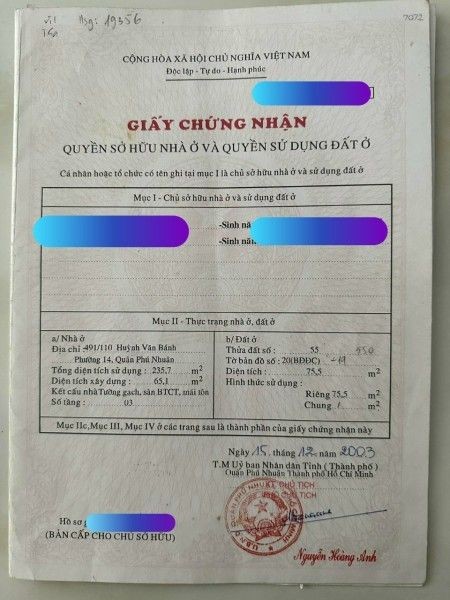 Hsg: 19356
7072
CỘNG HÒA XÃ HỘI CHỦ NGHĨA VIỆT NAM
Độc lập - Tự do - Hạnh phúc
GIẤY CHỨNG NHẬN
QUYỀN SỞ HỮU NHÀ Ở VÀ QUYỀN SỬ DỤNG ĐẤT Ở
Cá nhân hoặc tổ chức có tên ghi tại mục I là chủ sở hữu nhà ở và sử dụng đất ở
Mục I - Chủ sở hữu nhà ở và sử dụng đất ở
-Sinh nă
-Sinh năm
Mục II - Thực trạng nhà ở, đất ở
a/ Nhà ở
Địa chỉ :491/110 Huỳnh Văn Bánh
Phường 14, Quận Phú Nhuận
Tổng diện tích sử dụng : 235,7 m2
Diện tích xây dựng : 65,1 m2
Kết cấu nhà Tường gạch, sàn BTCT, mái tôn
Số tầng : 03
b/ Đất ở
Thửa đất số : 55
Tờ bản đồ số : 20(BĐĐC)
Diện tích : 75,5 m2
Hình thức sử dụng :
Riêng 75,5 m2
Chung / m2
Mục IIc, Mục III, Mục IV ở các trang sau là thành phần của giấy chứng nhận này
Ngày 15 tháng 12 năm 2003
T.M Uỷ ban Nhân dân Tỉnh ( Thành phố )
Quận Phú Nhuận Thành Phố Hồ Chí Minh
CHỦ TỊCH
CHỦ TỊCH
Hồ sơ g
(BẢN CẤP CHO CHỦ SỞ HỮU)
Nguyễn Hoàng Anh